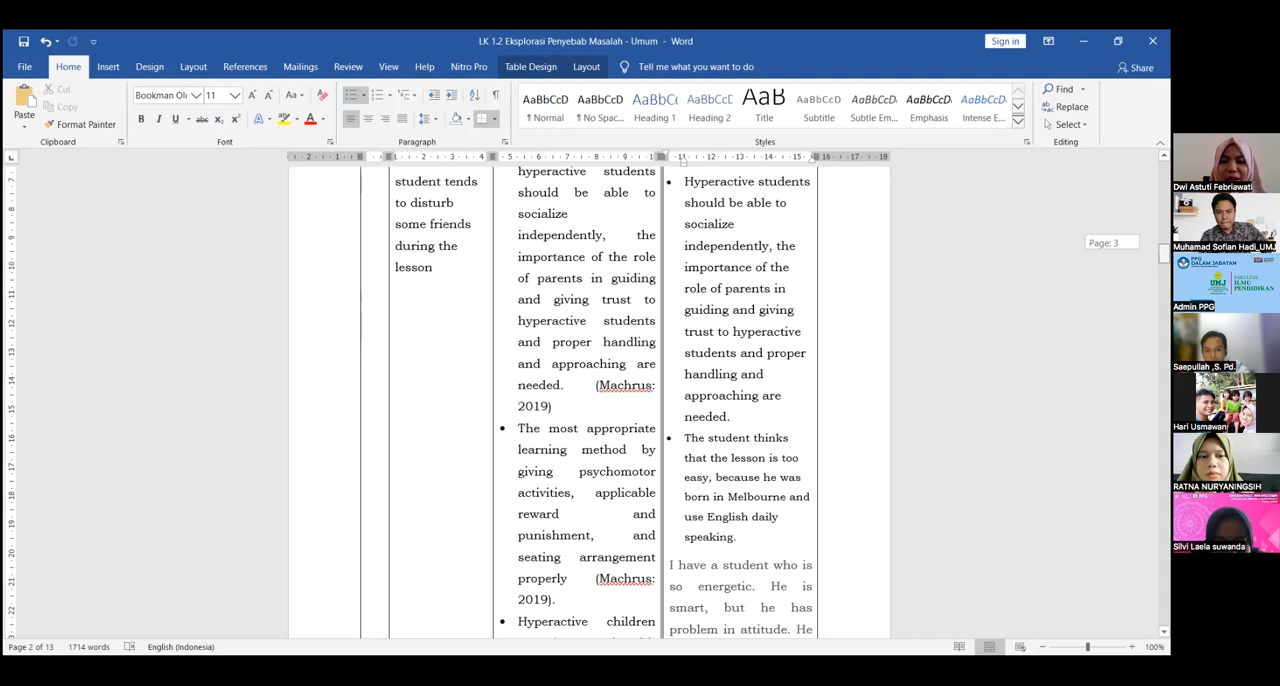 LK 1.2 Eksplorasi Penyebab Masalah - Umum - Word
Sign in
File Home Insert Design Layout References Mailings Review View Help Nitro Pro Table Design Layout Tell me what you want to do
Share
Paste
Cut
Copy
Format Painter
Clipboard
Bookman Ol 11
Font
Paragraph
AaBbCcD AaBbCcD AaBbCcD AaBbCcD AaB AaBbCcD AaBbCcD AaBbCcD AaBbCcD
¶ Normal ¶ No Spac... Heading 1 Heading 2 Title Subtitle Subtle Em... Emphasis Intense E...
Styles
Find
Replace
Select
Editing
student tends
to disturb
some friends
during the
lesson
hyperactive students
should be able to
socialize
independently, the
importance of the role
of parents in guiding
and giving trust to
hyperactive students
and proper handling
and approaching are
needed. (Machrus:
2019)
• The most appropriate
learning method by
giving psychomotor
activities, applicable
reward and
punishment, and
seating arrangement
properly (Machrus:
2019).
• Hyperactive children
• Hyperactive students
should be able to
socialize
independently, the
importance of the
role of parents in
guiding and giving
trust to hyperactive
students and proper
handling and
approaching are
needed.
• The student thinks
that the lesson is too
easy, because he was
born in Melbourne and
use English daily
speaking.
I have a student who is
so energetic. He is
smart, but he has
problem in attitude. He
Page: 3
Page 2 of 13 1714 words English (Indonesia)
100%
Dwi Astuti Febriawati
Muhamad Sofian Hadi_UMJ
PPG
DALAM JABATAN
UMJ
FAKULTAS
ILMU
PENDIDIKAN
Admin PPG
Saepullah ,S. Pd.
Hari Usmawan
RATNA NURYANINGSIH
Silvi Laela suwanda